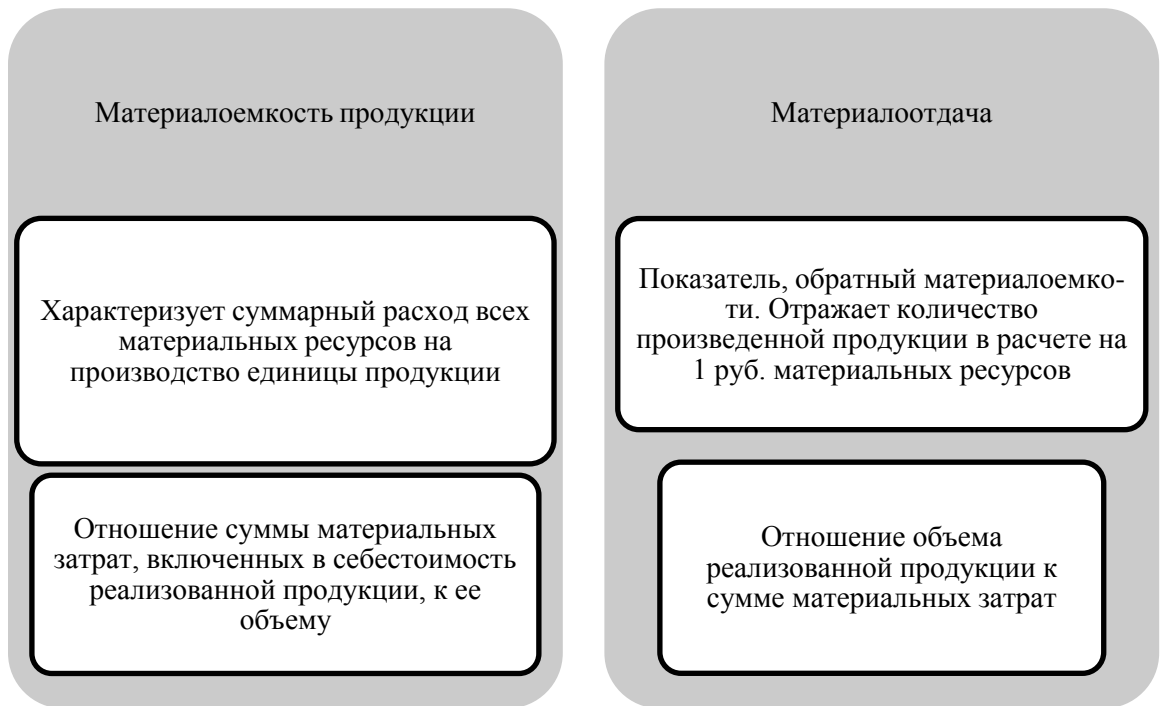 Материалоемкость продукции
Характеризует суммарный расход всех
материальных ресурсов на
производство единицы продукции
Отношение суммы материальных
затрат, включенных в себестоимость
реализованной продукции, к ее
объему
Материалоотдача
Показатель, обратный материалоемко-
ти. Отражает количество
произведенной продукции в расчете на
1 руб. материальных ресурсов
Отношение объема
реализованной продукции к
сумме материальных затрат